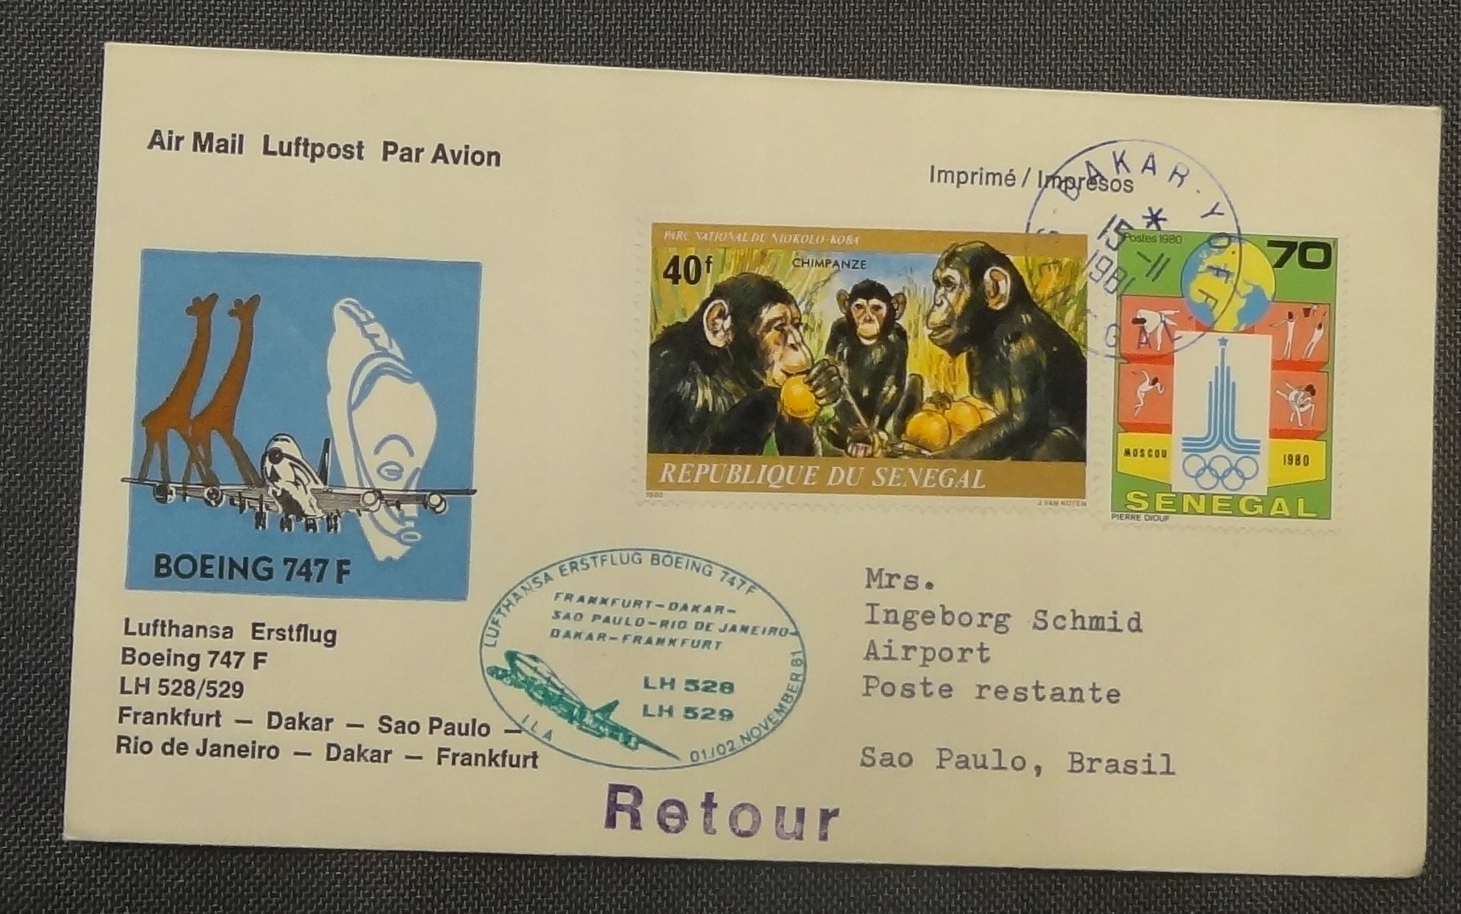 Air Mail Luftpost Par Avion
Imprimé / Impresos
DAKAR-YOFF
15 -11
1981
PARC NATIONAL DU NIOKOLO-KOBA
40f
CHIMPANZE
REPUBLIQUE DU SENEGAL
1980
J. VAN NOTEN
Postes 1980
70f
MOSCOU
1980
SENEGAL
PIERRE DIOUF
BOEING 747 F
Lufthansa Erstflug
Boeing 747 F
LH 528/529
Frankfurt — Dakar — Sao Paulo —
Rio de Janeiro — Dakar — Frankfurt
LUFTHANSA ERSTFLUG BOEING 747F
FRANKFURT-DAKAR-
SAO PAULO-RIO DE JANEIRO-
DAKAR-FRANKFURT
LH 528
LH 529
ILA
01/02.NOVEMBER 81
Mrs.
Ingeborg Schmid
Airport
Poste restante
Sao Paulo, Brasil
Retour